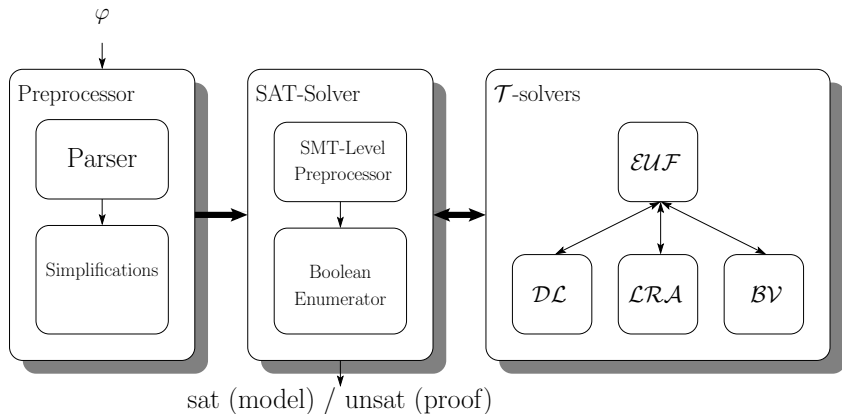 φ
Preprocessor
Parser
Simplifications
SAT-Solver
SMT-Level
Preprocessor
Boolean
Enumerator
𝒯-solvers
ℰ𝒰ℱ
𝒟ℒ
ℒℛ𝒜
ℬ𝒱
sat (model) / unsat (proof)